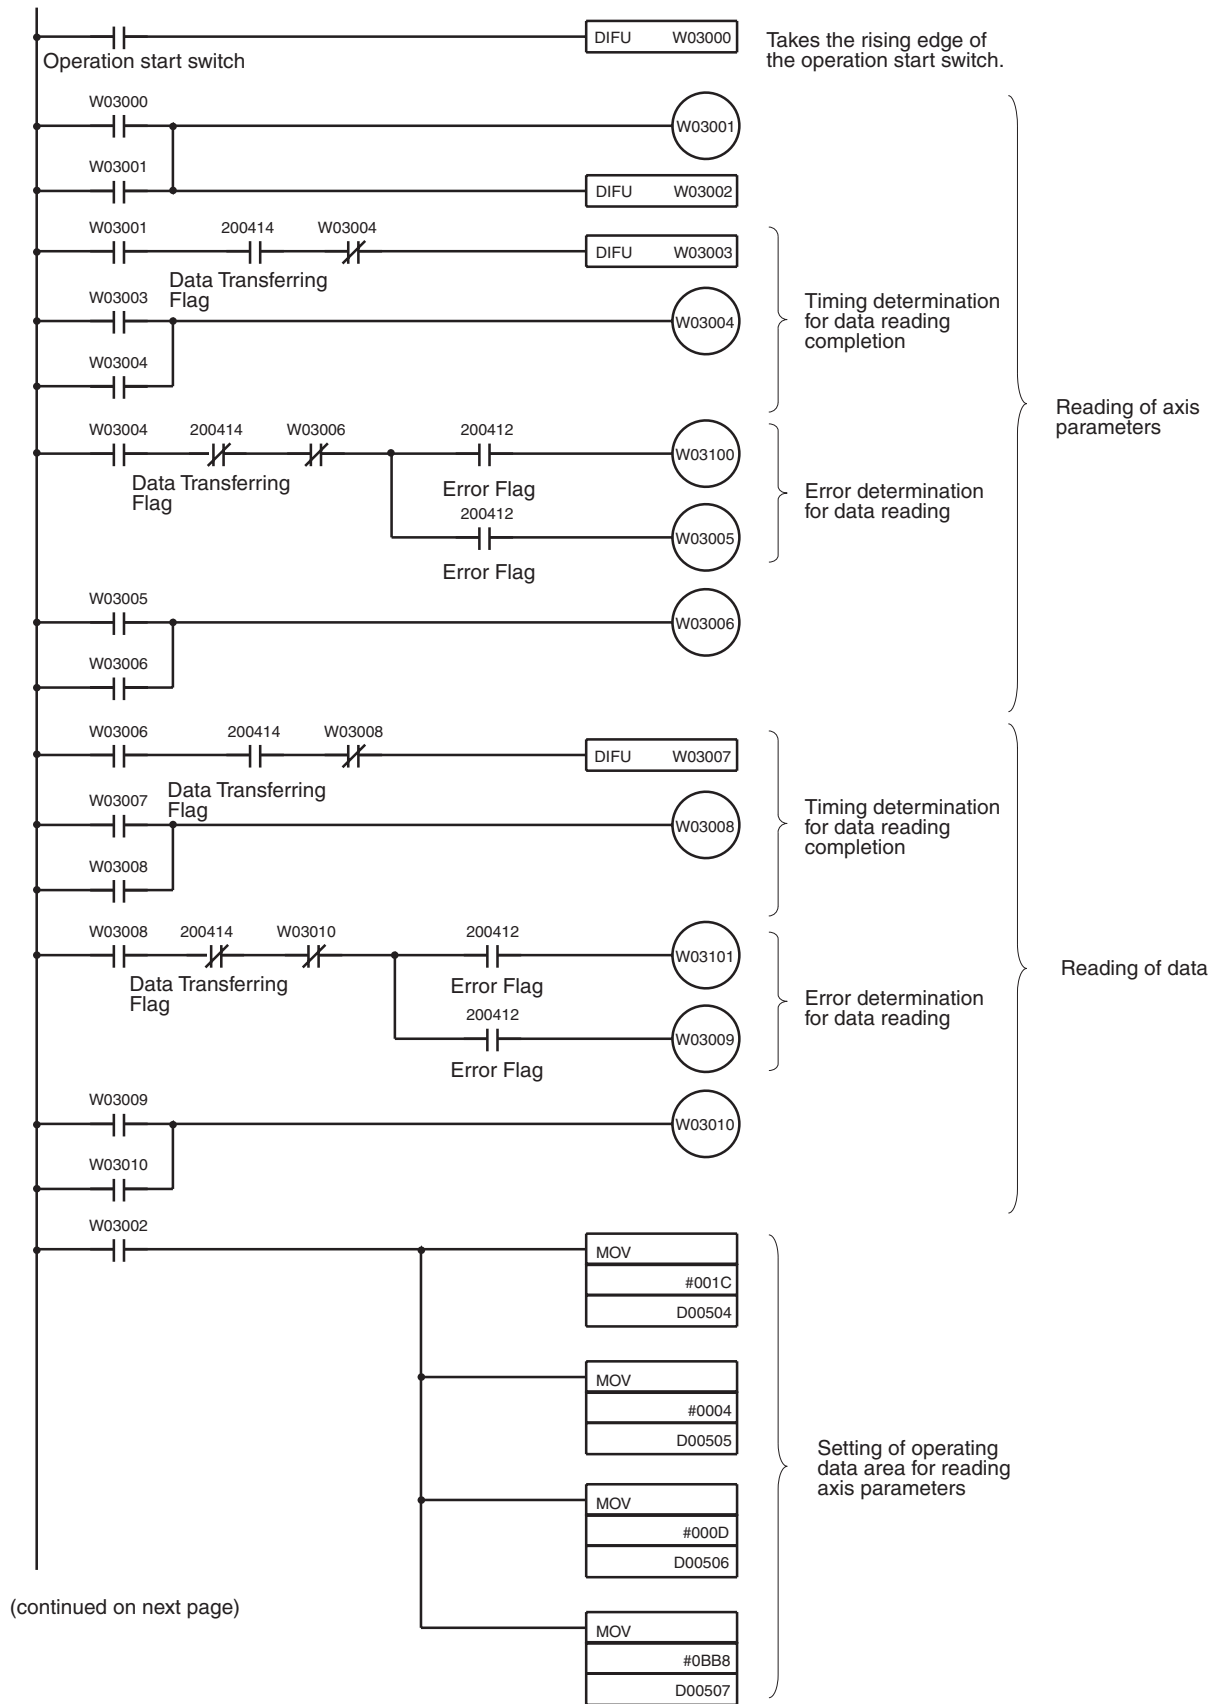 DIFU W03000
Takes the rising edge of
the operation start switch.
Operation start switch
W03000
W03001
W03001
DIFU W03002
W03001 200414 W03004
DIFU W03003
Data Transferring
Flag
W03003
W03004
W03004
Timing determination
for data reading
completion
Reading of axis
parameters
W03004 200414 W03006 200412
W03100
Data Transferring
Flag
Error Flag
200412
W03005
Error Flag
Error determination
for data reading
W03005
W03006
W03006
W03006 200414 W03008
DIFU W03007
Data Transferring
Flag
W03007
W03008
W03008
Timing determination
for data reading
completion
Reading of data
W03008 200414 W03010 200412
W03101
Data Transferring
Flag
Error Flag
200412
W03009
Error Flag
Error determination
for data reading
W03009
W03010
W03010
W03002
MOV
#001C
D00504
MOV
#0004
D00505
Setting of operating
data area for reading
axis parameters
MOV
#000D
D00506
(continued on next page)
MOV
#0BB8
D00507